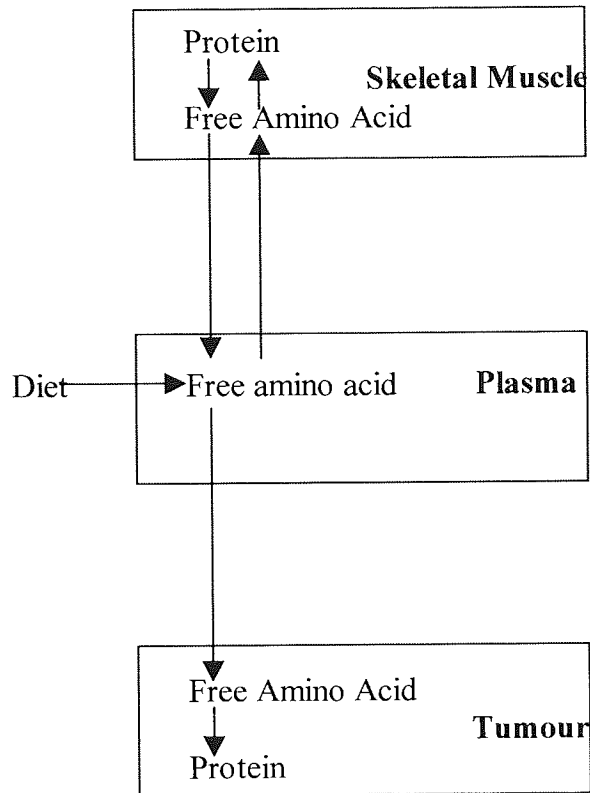 Protein
Skeletal Muscle
Free Amino Acid
Diet
Free amino acid
Plasma
Free Amino Acid
Tumour
Protein